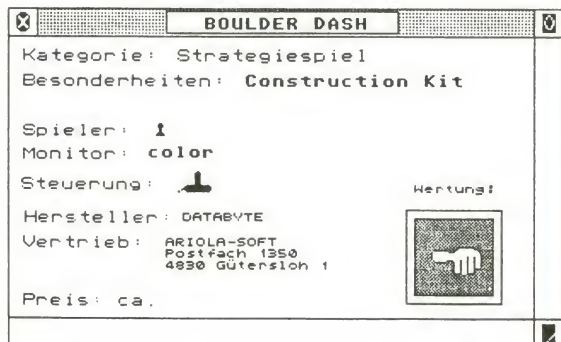 BOULDER DASH
Kategorie: Strategiespiel
Besonderheiten: Construction Kit
Spieler:
Monitor: color
Steuerung:
Wertung:
Hersteller: DATABYTE
Vertrieb: ARIOLA-SOFT
Postfach 1350
4830 Gütersloh 1
Preis: ca.